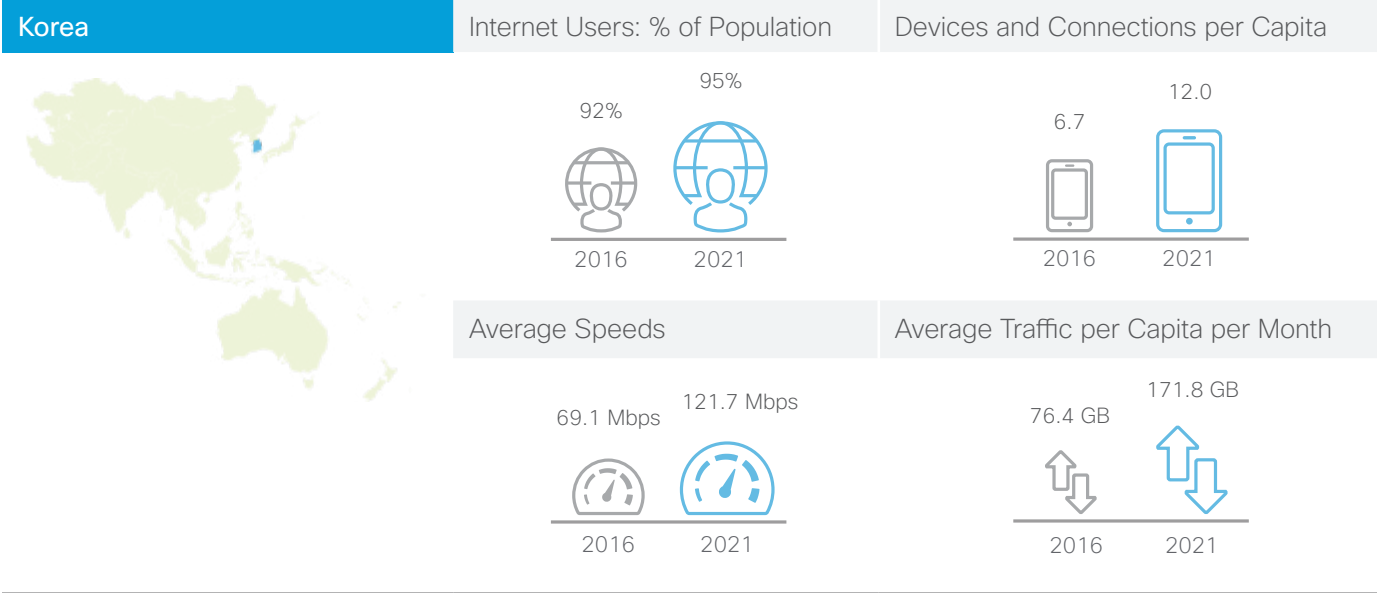 Korea
Internet Users: % of Population
Devices and Connections per Capita
92%
95%
2016
2021
6.7
12.0
2016
2021
Average Speeds
Average Traffic per Capita per Month
69.1 Mbps
121.7 Mbps
2016
2021
76.4 GB
171.8 GB
2016
2021